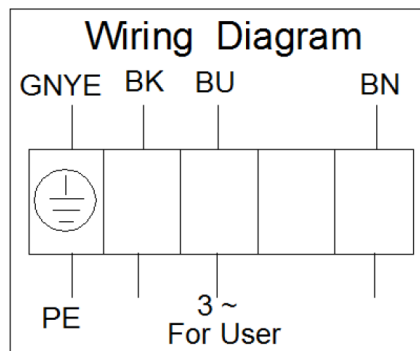 Wiring Diagram
GNYE BK BU BN
PE 3 ~
For User